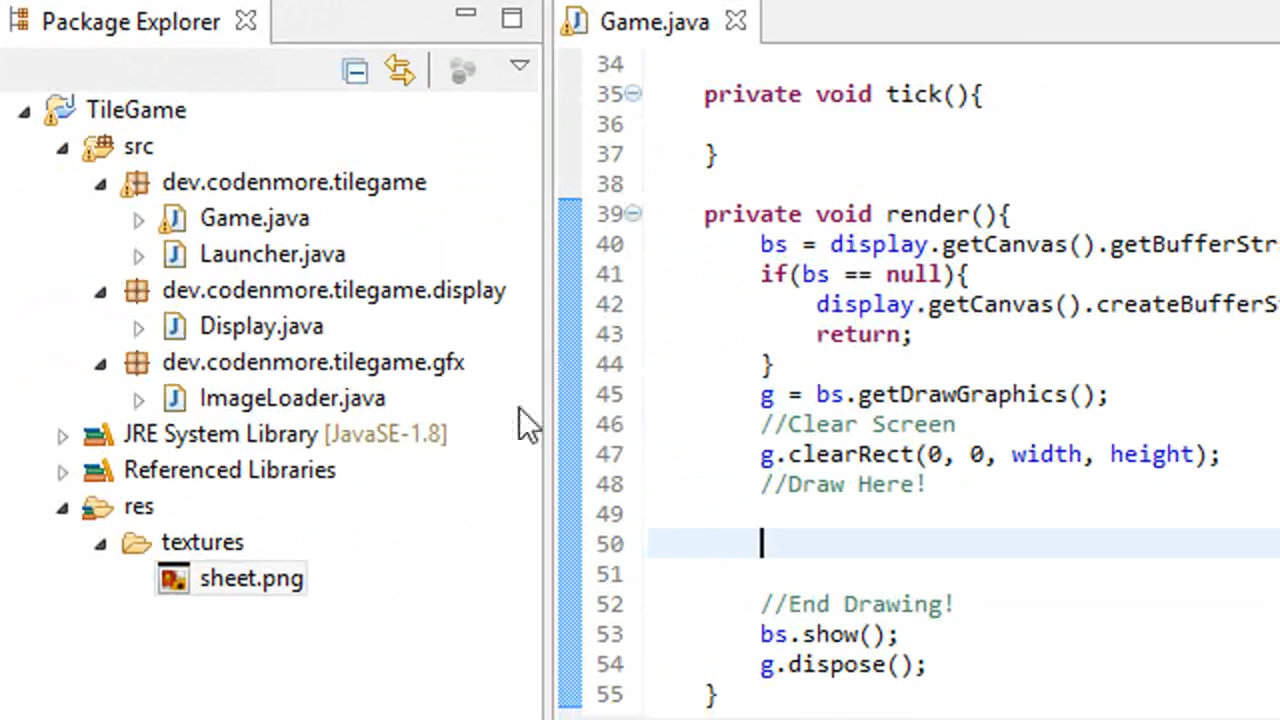 Package Explorer
TileGame
src
dev.codenmore.tilegame
Game.java
Launcher.java
dev.codenmore.tilegame.display
Display.java
dev.codenmore.tilegame.gfx
ImageLoader.java
JRE System Library [JavaSE-1.8]
Referenced Libraries
res
textures
sheet.png
Game.java
34
35 private void tick(){
36
37 }
38
39 private void render(){
40 bs = display.getCanvas().getBufferStr
41 if(bs == null){
42 display.getCanvas().createBufferS
43 return;
44 }
45 g = bs.getDrawGraphics();
46 //Clear Screen
47 g.clearRect(0, 0, width, height);
48 //Draw Here!
49
50
51
52 //End Drawing!
53 bs.show();
54 g.dispose();
55 }